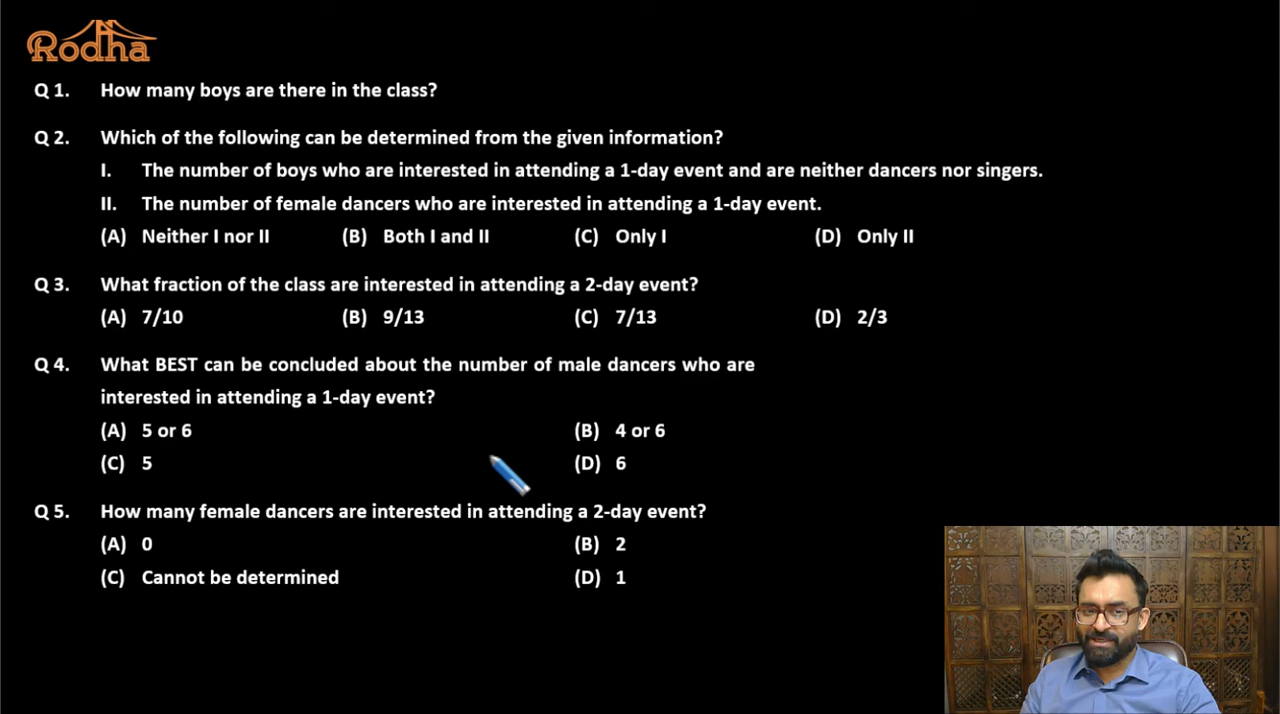 Rodha
Q 1. How many boys are there in the class?
Q 2. Which of the following can be determined from the given information?
I. The number of boys who are interested in attending a 1-day event and are neither dancers nor singers.
II. The number of female dancers who are interested in attending a 1-day event.
(A) Neither I nor II (B) Both I and II (C) Only I (D) Only II
Q 3. What fraction of the class are interested in attending a 2-day event?
(A) 7/10 (B) 9/13 (C) 7/13 (D) 2/3
Q 4. What BEST can be concluded about the number of male dancers who are
interested in attending a 1-day event?
(A) 5 or 6 (B) 4 or 6
(C) 5 (D) 6
Q 5. How many female dancers are interested in attending a 2-day event?
(A) 0 (B) 2
(C) Cannot be determined (D) 1